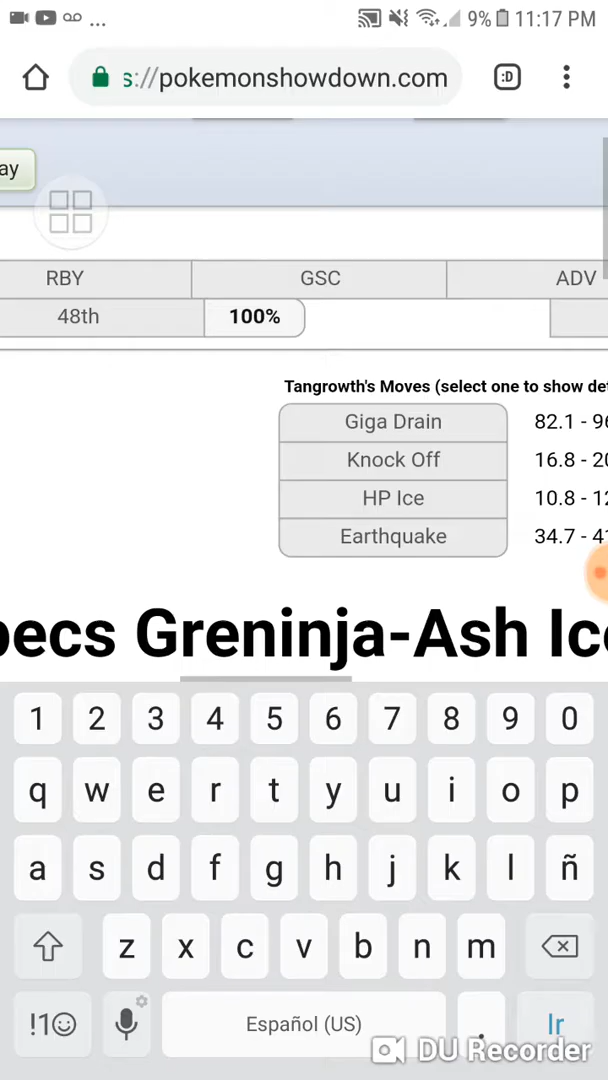 ... 9% 11:17 PM
s://pokemonshowdown.com :D
ay
RBY GSC ADV
48th 100%
Tangrowth's Moves (select one to show det
Giga Drain 82.1 - 96
Knock Off 16.8 - 20
HP Ice 10.8 - 12
Earthquake 34.7 - 41
pecs Greninja-Ash Ice
1 2 3 4 5 6 7 8 9 0
q w e r t y u i o p
a s d f g h j k l ñ
z x c v b n m
!1☺ Español (US) . Ir
DU Recorder